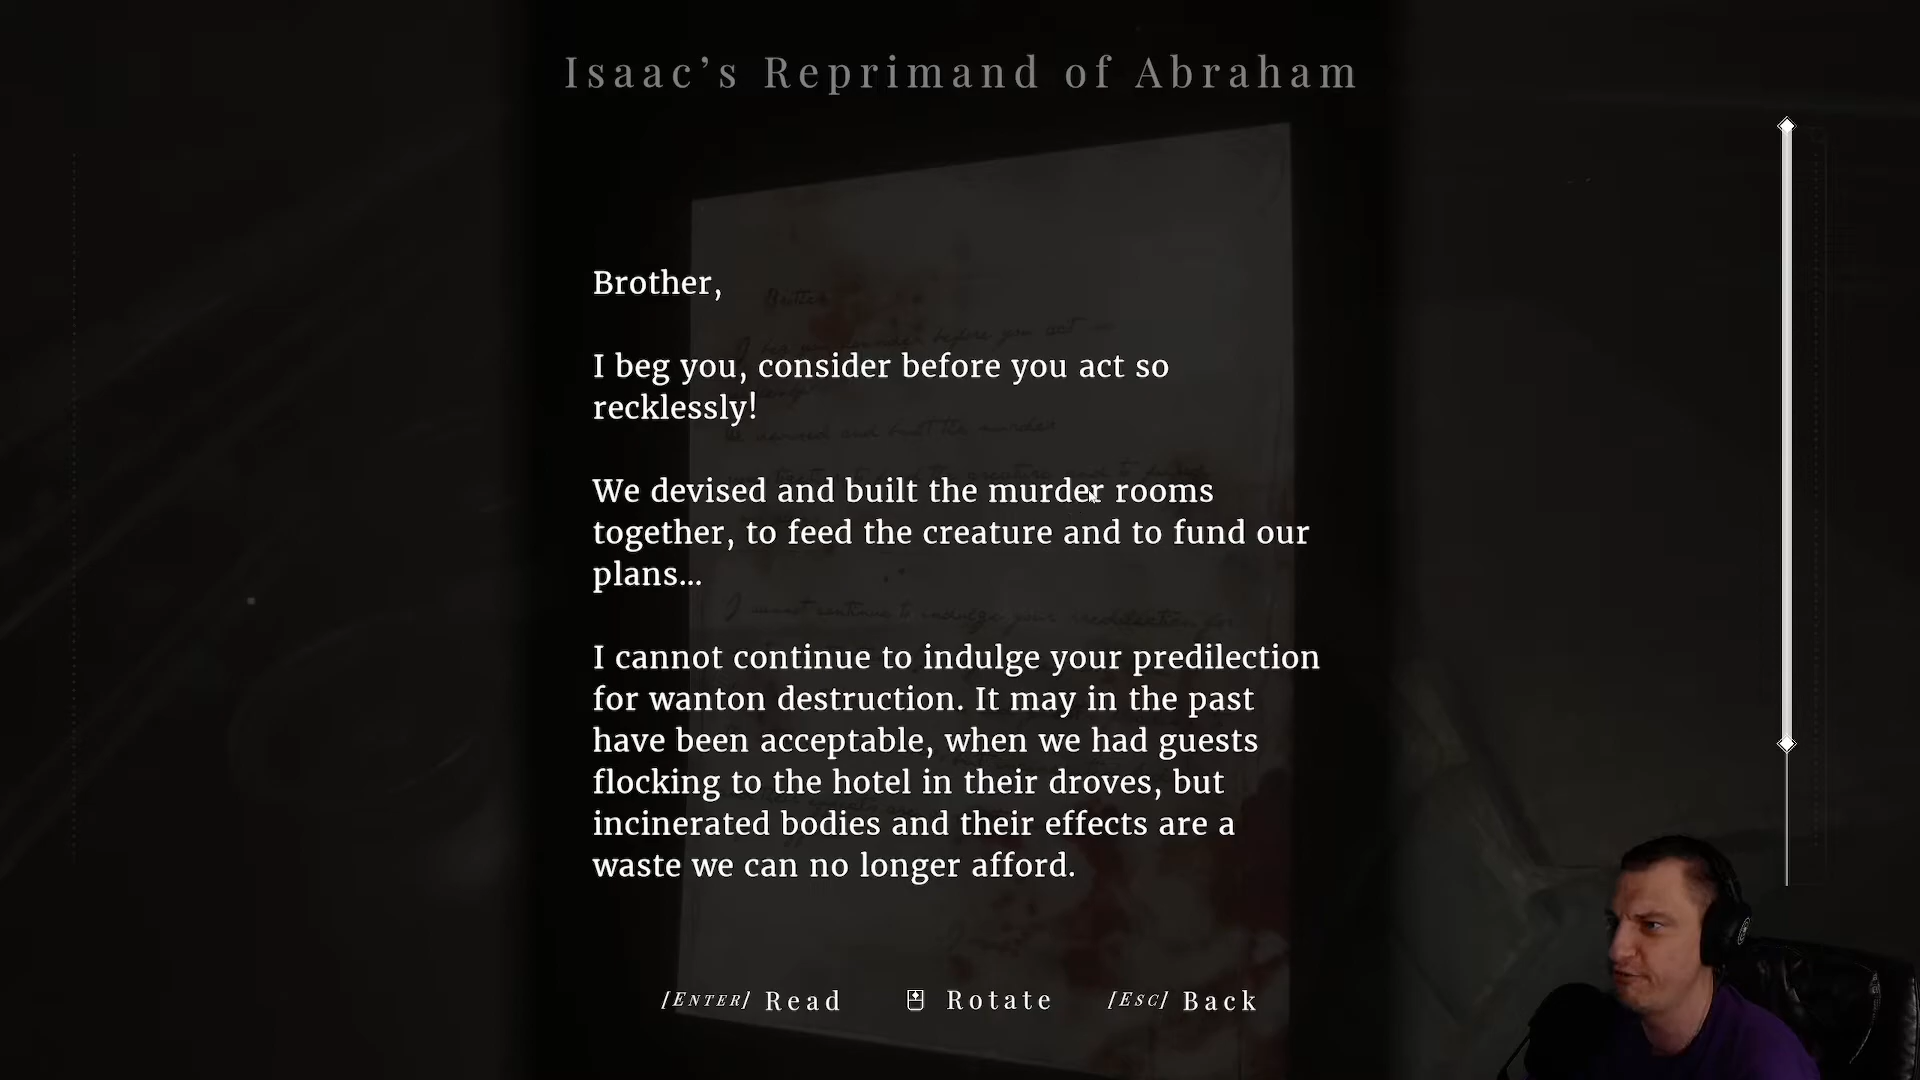 Isaac’s Reprimand of Abraham
Brother,
I beg you, consider before you act so
recklessly!
We devised and built the murder rooms
together, to feed the creature and to fund our
plans...
I cannot continue to indulge your predilection
for wanton destruction. It may in the past
have been acceptable, when we had guests
flocking to the hotel in their droves, but
incinerated bodies and their effects are a
waste we can no longer afford.
[ENTER] Read Rotate [ESC] Back